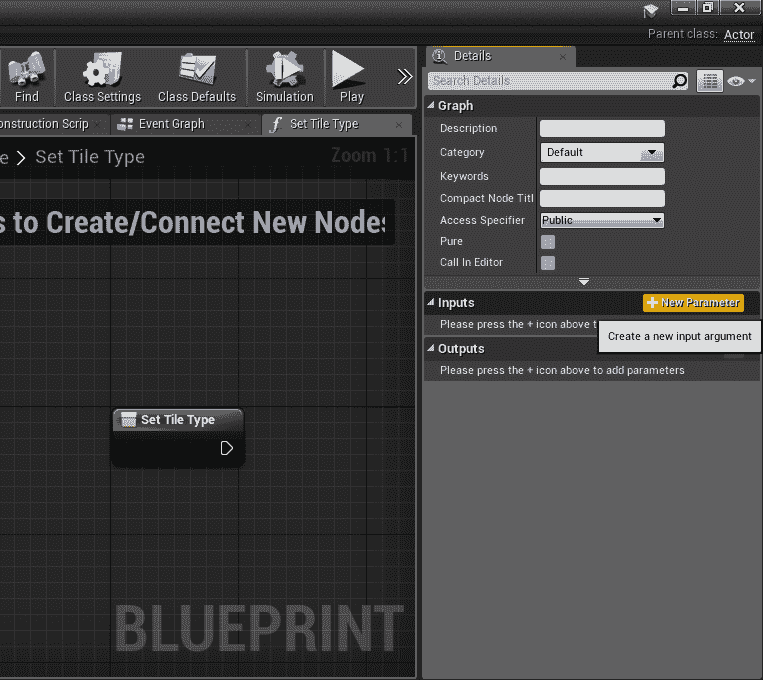 Parent class: Actor
Find
Class Settings
Class Defaults
Simulation
Play
onstruction Scrip
Event Graph
Set Tile Type
e > Set Tile Type
Zoom 1:1
s to Create/Connect New Nodes
Set Tile Type
BLUEPRINT
Details
Search Details
Graph
Description
Category
Default
Keywords
Compact Node Titl
Access Specifier
Public
Pure
Call In Editor
Inputs
+ New Parameter
Please press the + icon above t
Create a new input argument
Outputs
Please press the + icon above to add parameters